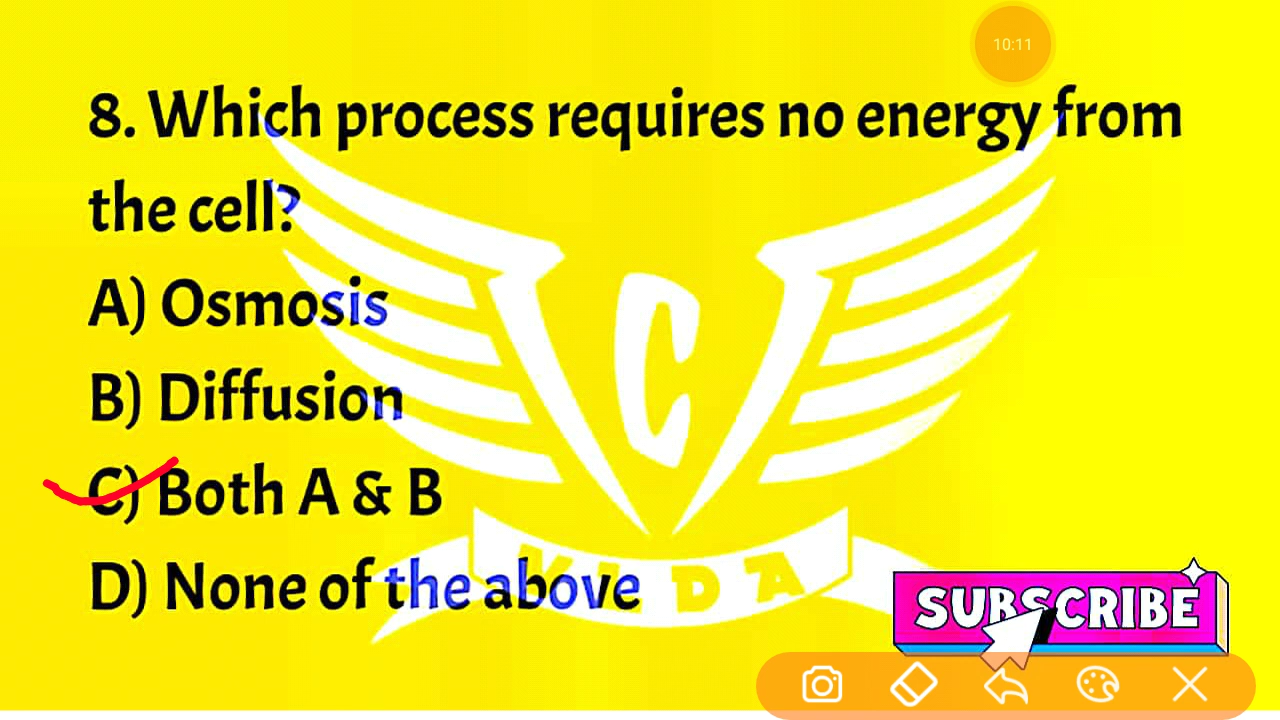 10:11
8. Which process requires no energy from
the cell?
A) Osmosis
B) Diffusion
C) Both A & B
D) None of the above
C
VIDA
SUBSCRIBE